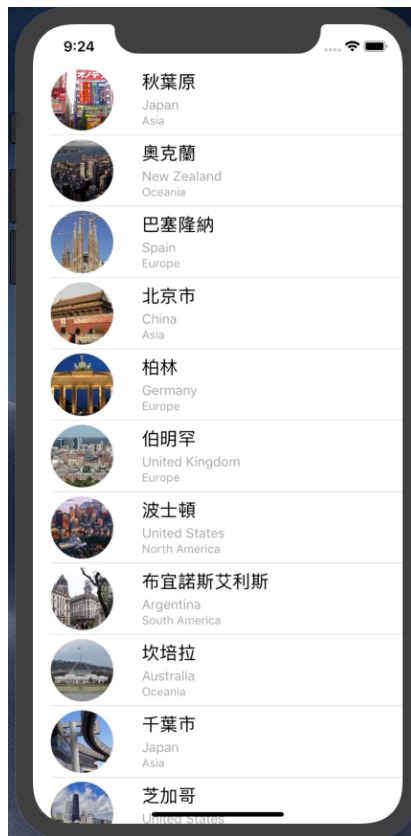 9:24
秋葉原
Japan
Asia
奧克蘭
New Zealand
Oceania
巴塞隆納
Spain
Europe
北京市
China
Asia
柏林
Germany
Europe
伯明罕
United Kingdom
Europe
波士頓
United States
North America
布宜諾斯艾利斯
Argentina
South America
坎培拉
Australia
Oceania
千葉市
Japan
Asia
芝加哥
United States